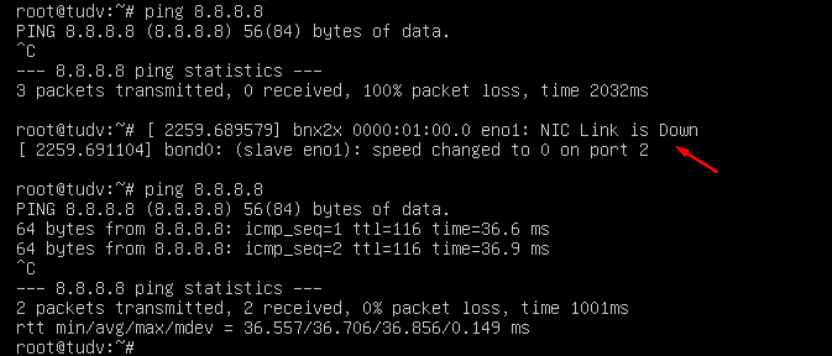 root@tudv:~# ping 8.8.8.8
PING 8.8.8.8 (8.8.8.8) 56(84) bytes of data.
^C
--- 8.8.8.8 ping statistics ---
3 packets transmitted, 0 received, 100% packet loss, time 2032ms
root@tudv:~# [ 2259.689579] bnx2x 0000:01:00.0 eno1: NIC Link is Down
[ 2259.691104] bond0: (slave eno1): speed changed to 0 on port 2
root@tudv:~# ping 8.8.8.8
PING 8.8.8.8 (8.8.8.8) 56(84) bytes of data.
64 bytes from 8.8.8.8: icmp_seq=1 ttl=116 time=36.6 ms
64 bytes from 8.8.8.8: icmp_seq=2 ttl=116 time=36.9 ms
^C
--- 8.8.8.8 ping statistics ---
2 packets transmitted, 2 received, 0% packet loss, time 1001ms
rtt min/avg/max/mdev = 36.557/36.706/36.856/0.149 ms
root@tudv:~#